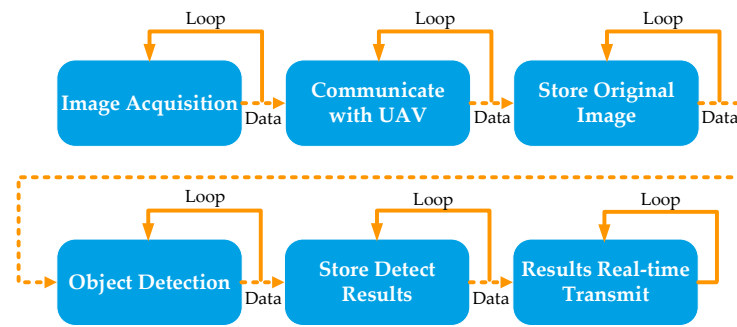 Loop
Loop
Loop
Image Acquisition
Communicate
with UAV
Store Original
Image
Data
Data
Data
Loop
Loop
Loop
Object Detection
Store Detect
Results
Results Real-time
Transmit
Data
Data